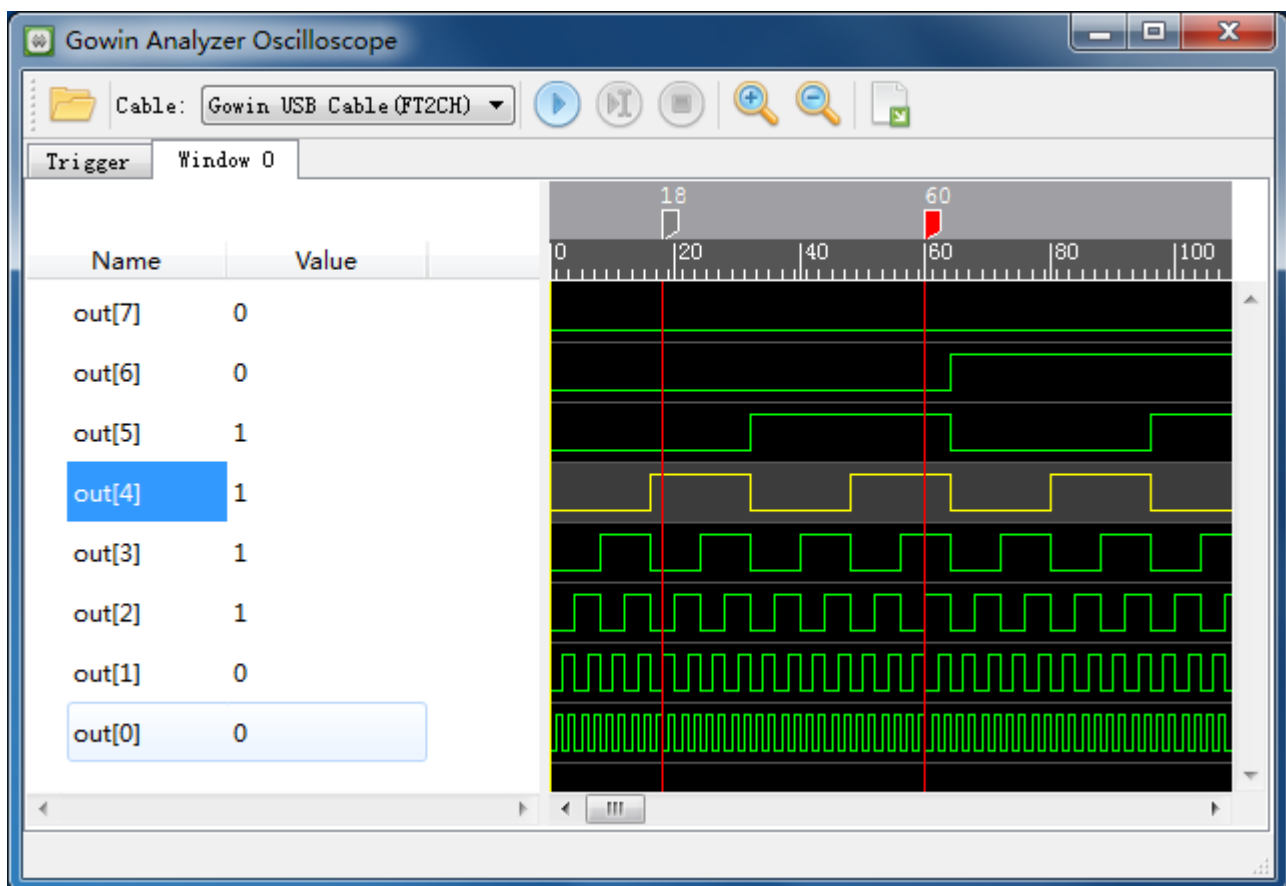 Gowin Analyzer Oscilloscope
Cable: Gowin USB Cable(FT2CH)
Trigger Window 0
18 60
Name Value 0 20 40 60 80 100
out[7] 0
out[6] 0
out[5] 1
out[4] 1
out[3] 1
out[2] 1
out[1] 0
out[0] 0